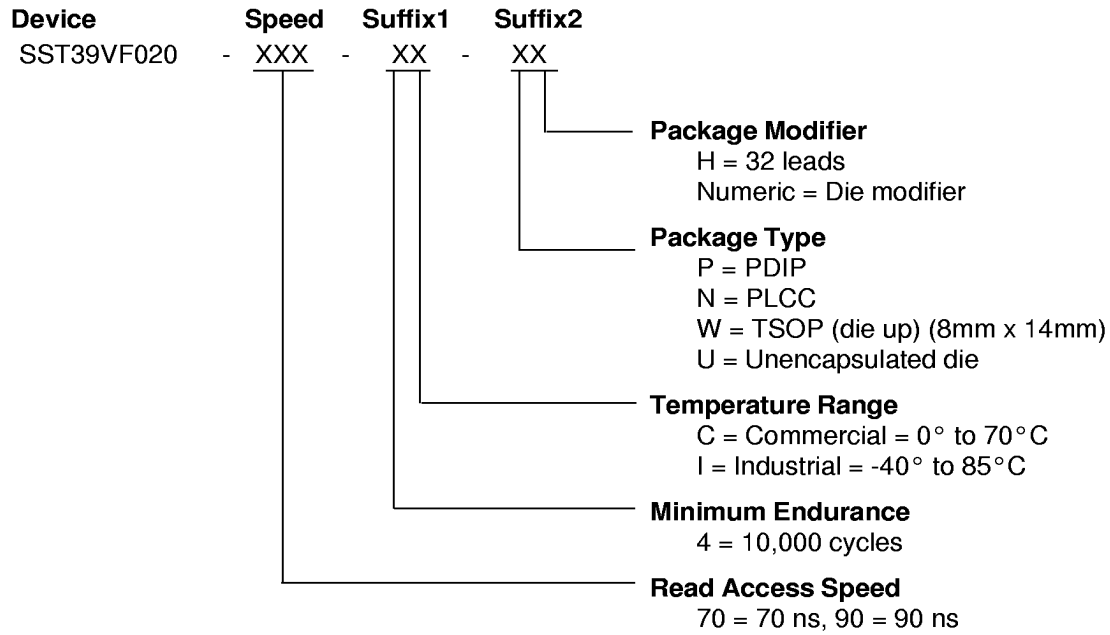 Device Speed Suffix1 Suffix2
SST39VF020 - XXX - XX - XX
Package Modifier
H = 32 leads
Numeric = Die modifier
Package Type
P = PDIP
N = PLCC
W = TSOP (die up) (8mm x 14mm)
U = Unencapsulated die
Temperature Range
C = Commercial = 0° to 70°C
I = Industrial = -40° to 85°C
Minimum Endurance
4 = 10,000 cycles
Read Access Speed
70 = 70 ns, 90 = 90 ns